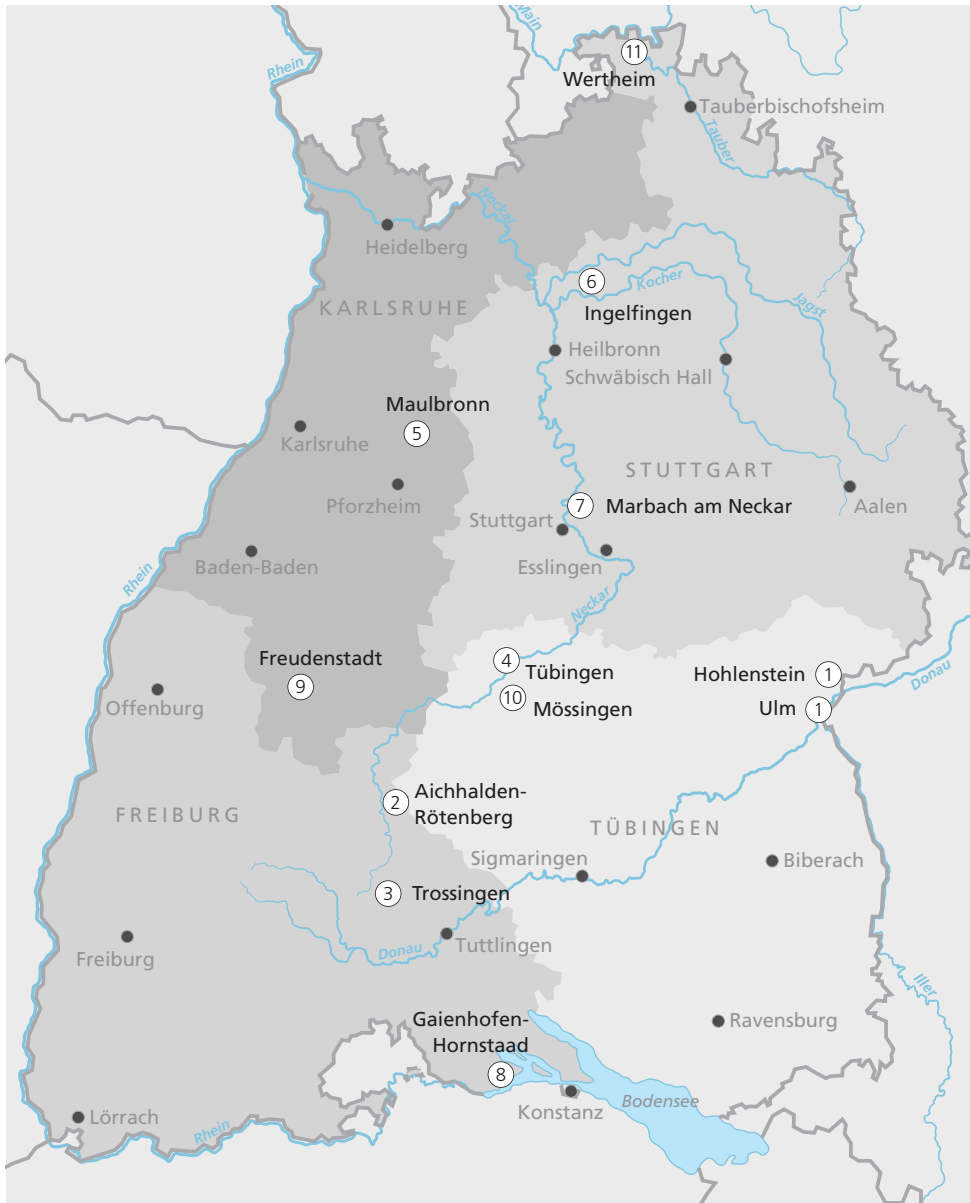 Main
Rhein
11
Wertheim
Tauberbischofsheim
Tauber
Neckar
Heidelberg
6
Kocher
KARLSRUHE
Jagst
Ingelfingen
Heilbronn
Schwäbisch Hall
Maulbronn
5
Karlsruhe
STUTTGART
Pforzheim
7
Marbach am Neckar
Aalen
Stuttgart
Esslingen
Baden-Baden
Rhein
Neckar
Freudenstadt
9
4
Tübingen
Hohlenstein
1
Donau
Offenburg
10
Mössingen
Ulm
1
2
Aichhalden-
Rötenberg
FREIBURG
TÜBINGEN
Sigmaringen
Biberach
3
Trossingen
Freiburg
Donau
Tuttlingen
Iller
Gaienhofen-
Hornstaad
8
Ravensburg
Konstanz
Bodensee
Lörrach
Rhein